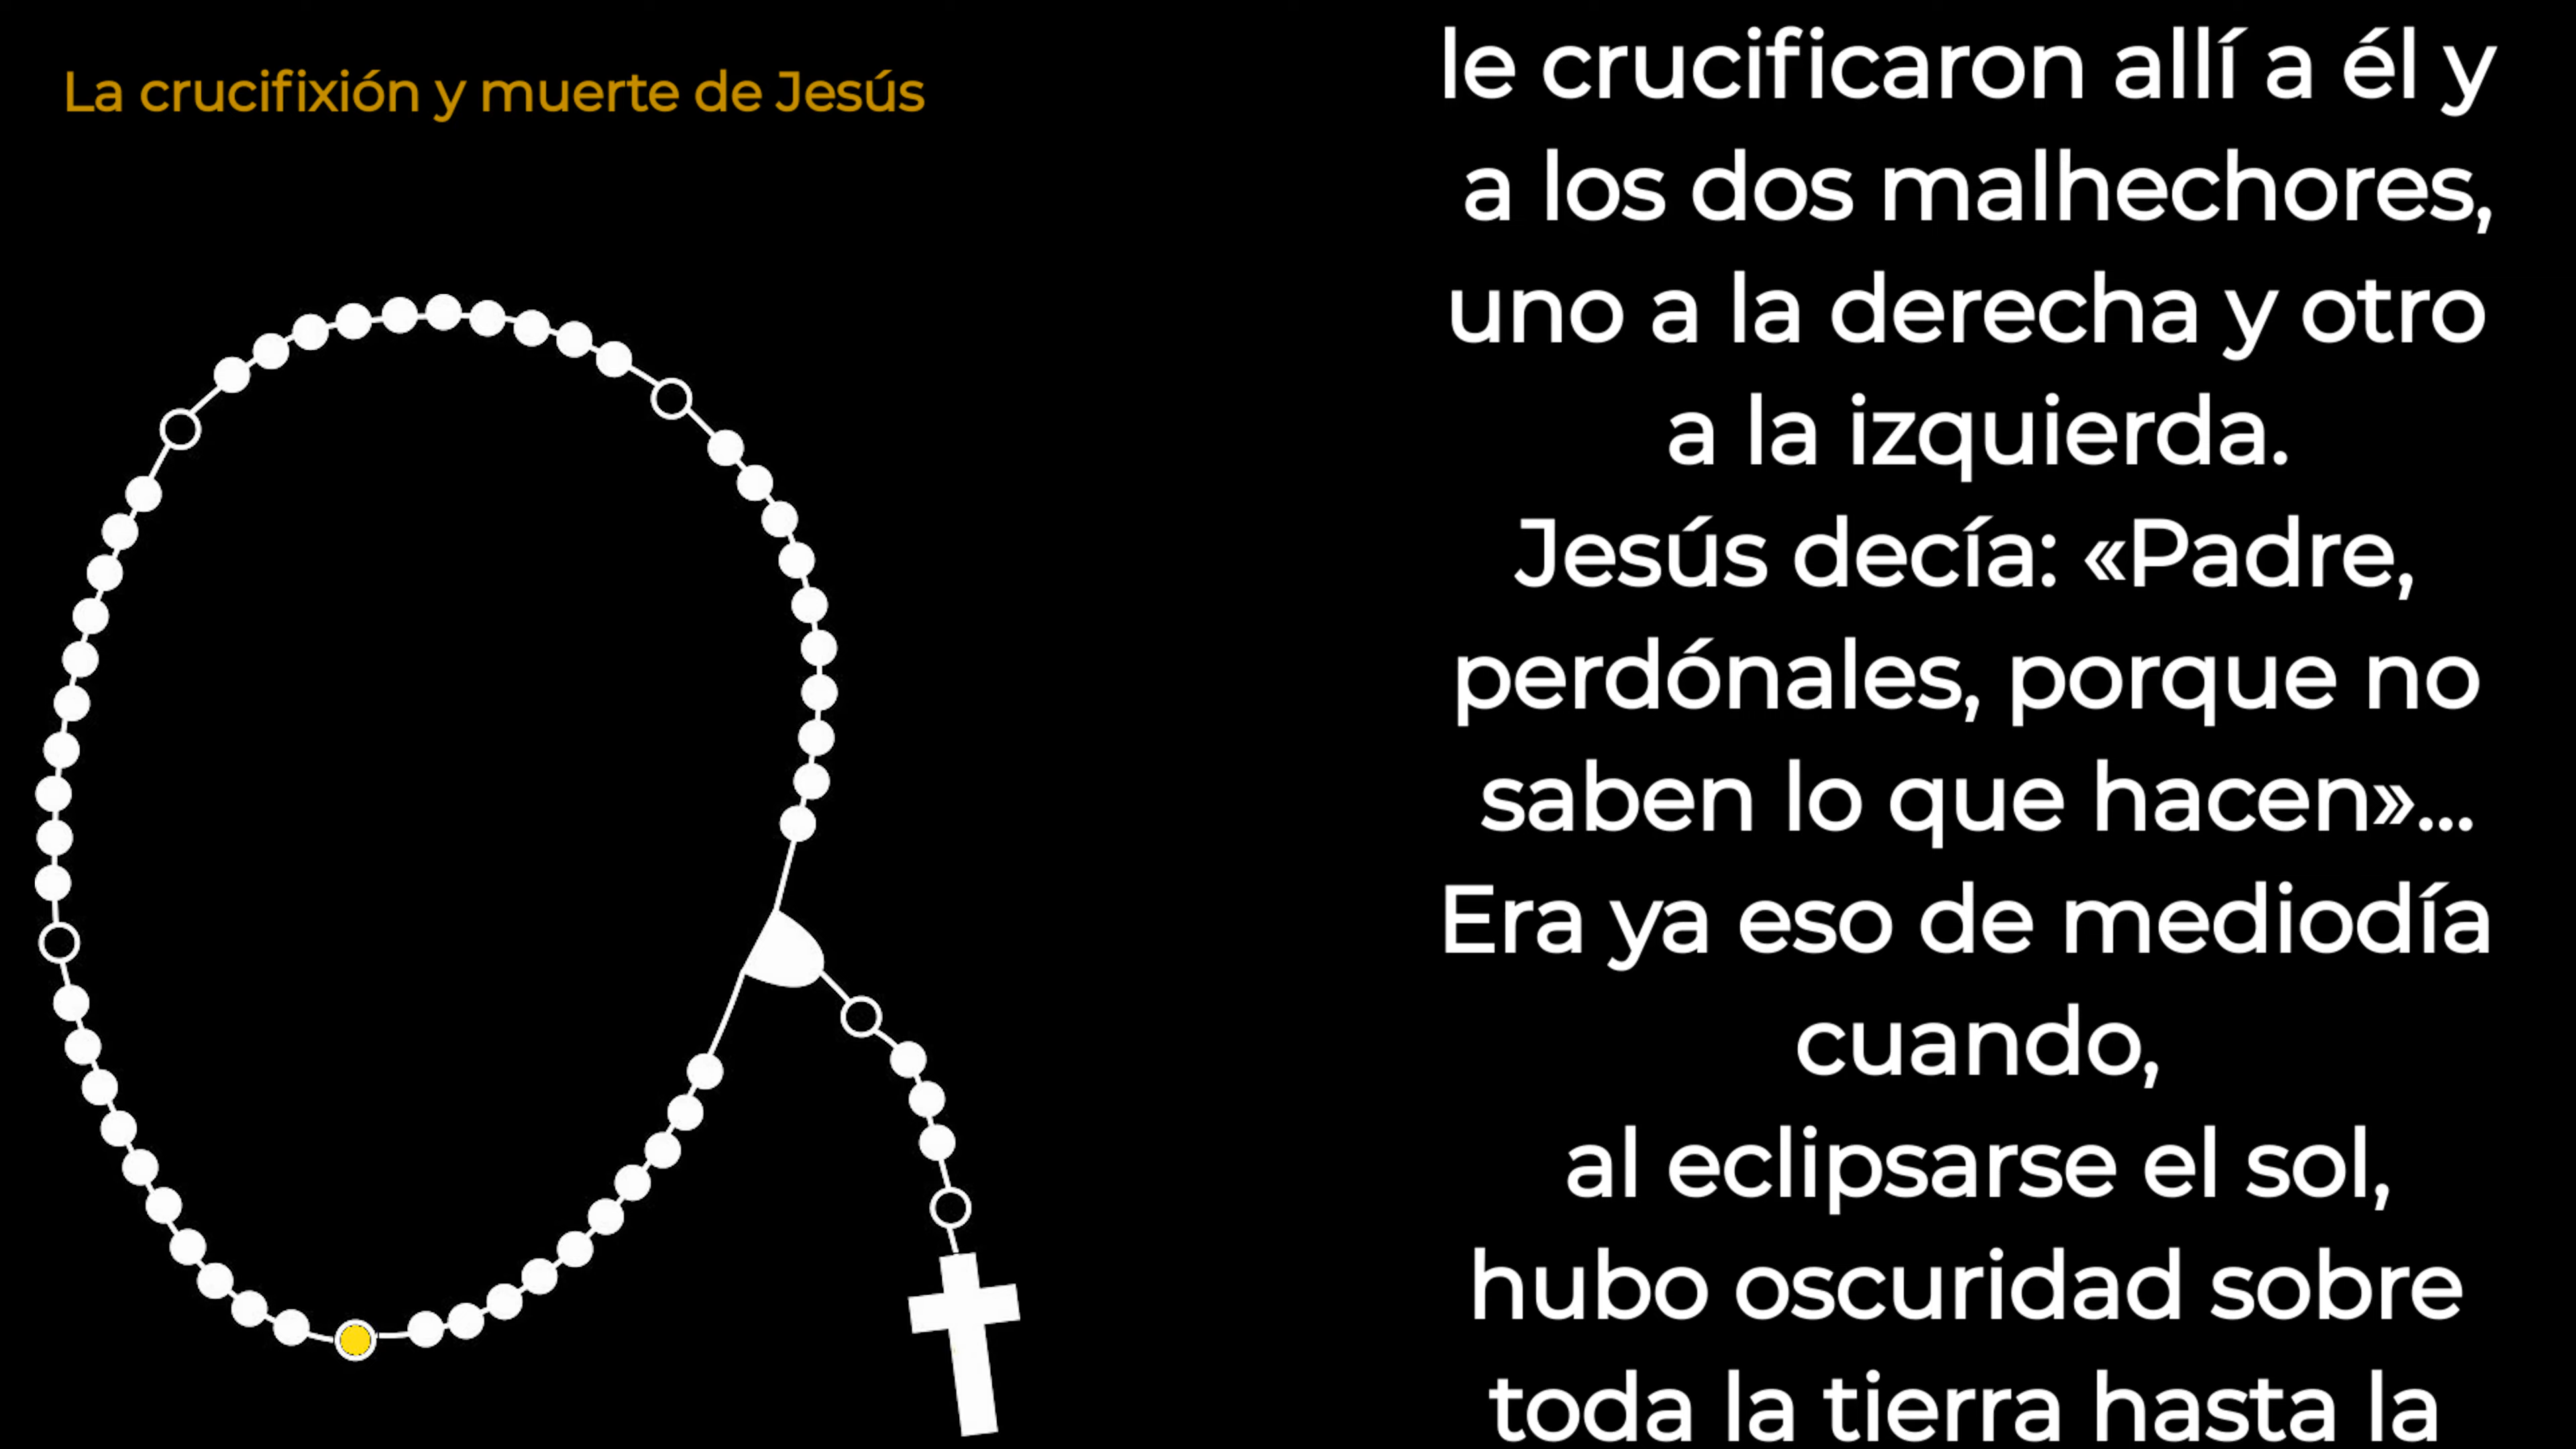 La crucifixión y muerte de Jesús
le crucificaron allí a él y
a los dos malhechores,
uno a la derecha y otro
a la izquierda.
Jesús decía: «Padre,
perdónales, porque no
saben lo que hacen»...
Era ya eso de mediodía
cuando,
al eclipsarse el sol,
hubo oscuridad sobre
toda la tierra hasta la